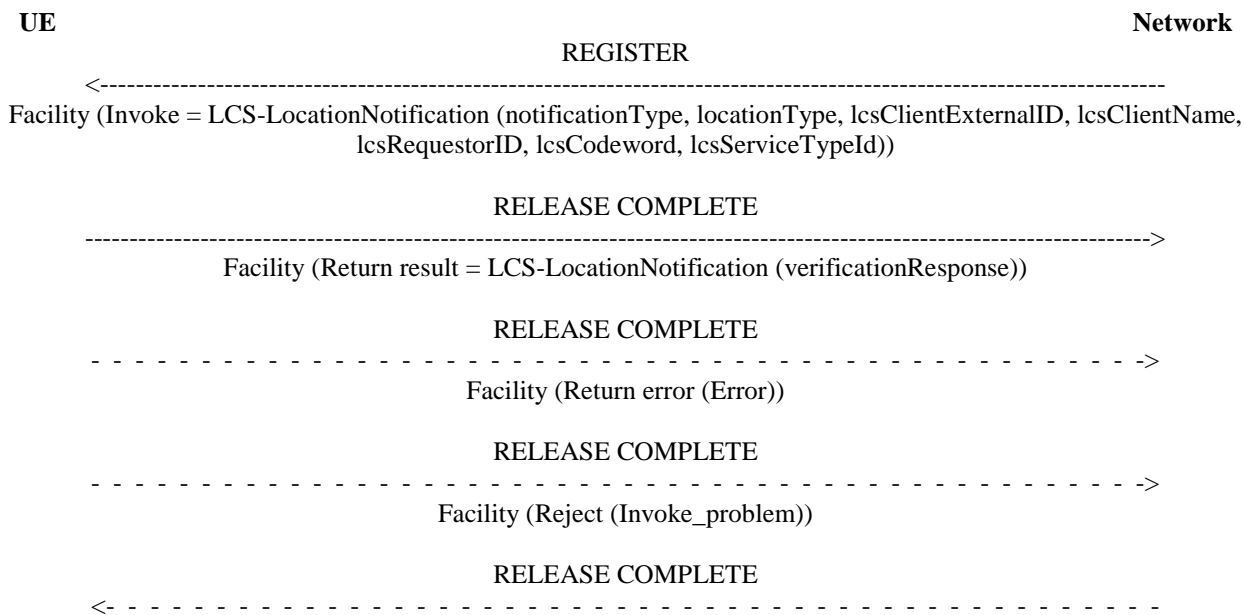 UE Network
REGISTER
<------------------------------------------------------------------------------------------------------------------------
Facility (Invoke = LCS-LocationNotification (notificationType, locationType, lcsClientExternalID, lcsClientName,
lcsRequestorID, lcsCodeword, lcsServiceTypeId))
RELEASE COMPLETE
------------------------------------------------------------------------------------------------------------------------>
Facility (Return result = LCS-LocationNotification (verificationResponse))
RELEASE COMPLETE
- - - - - - - - - - - - - - - - - - - - - - - - - - - - - - - - - - - - - - - - - - - - - - - ->
Facility (Return error (Error))
RELEASE COMPLETE
- - - - - - - - - - - - - - - - - - - - - - - - - - - - - - - - - - - - - - - - - - - - - - - ->
Facility (Reject (Invoke_problem))
RELEASE COMPLETE
<- - - - - - - - - - - - - - - - - - - - - - - - - - - - - - - - - - - - - - - - - - - - - - - -